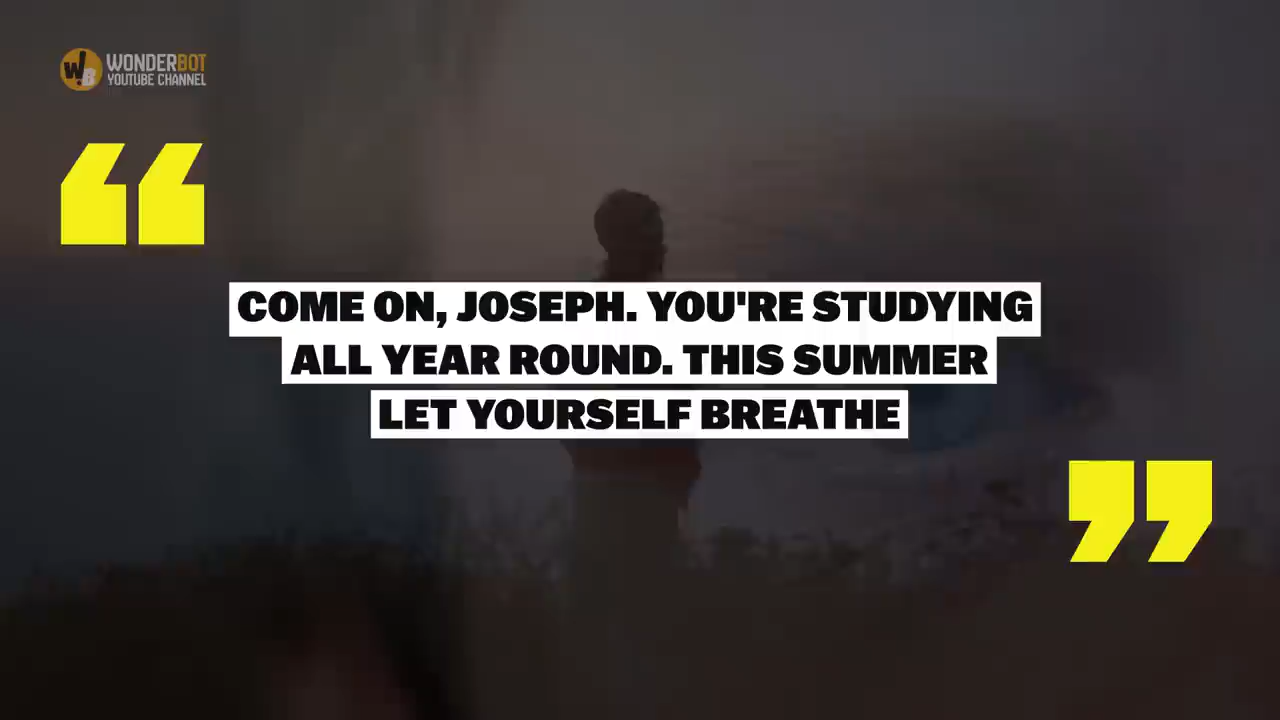 W!B WONDERBOT
YOUTUBE CHANNEL
“
COME ON, JOSEPH. YOU'RE STUDYING
ALL YEAR ROUND. THIS SUMMER
LET YOURSELF BREATHE
”